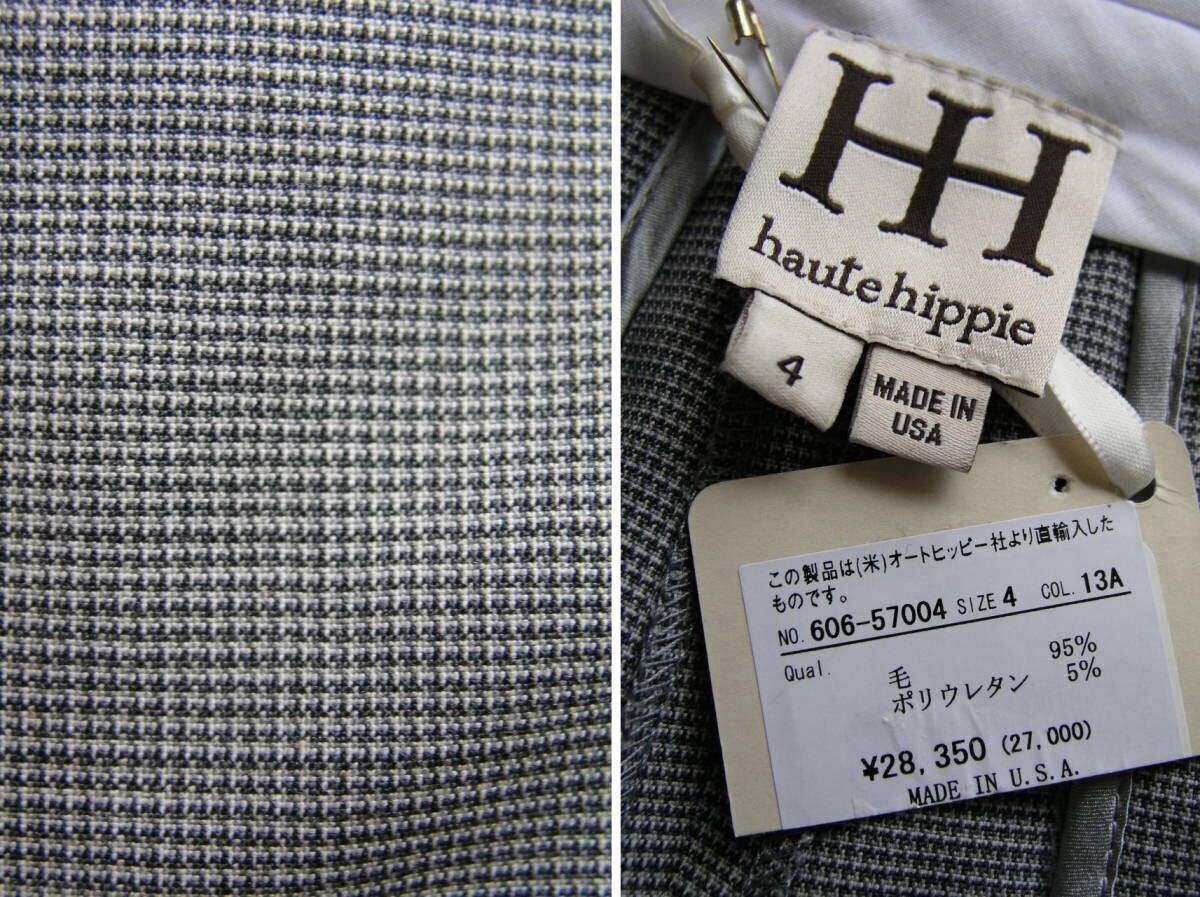 HH
haute hippie
4
MADE IN
USA
この製品は(米)オートヒッピー社より直輸入した
ものです。
NO. 606-57004 SIZE 4 COL. 13A
Qual. 毛 95%
ポリウレタン 5%
¥28,350 (27,000)
MADE IN U.S.A.